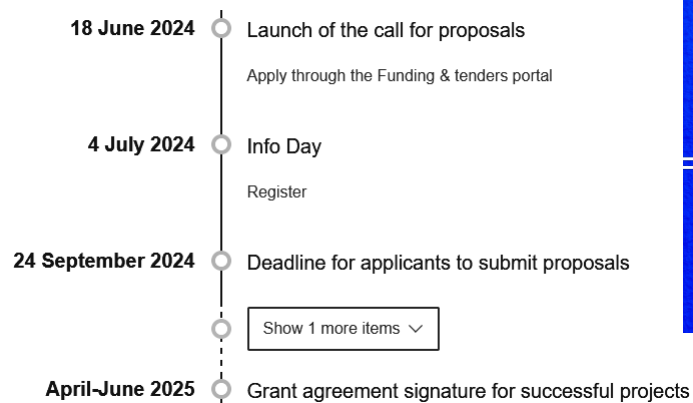 18 June 2024
Launch of the call for proposals
Apply through the Funding & tenders portal
4 July 2024
Info Day
Register
24 September 2024
Deadline for applicants to submit proposals
Show 1 more items
April-June 2025
Grant agreement signature for successful projects